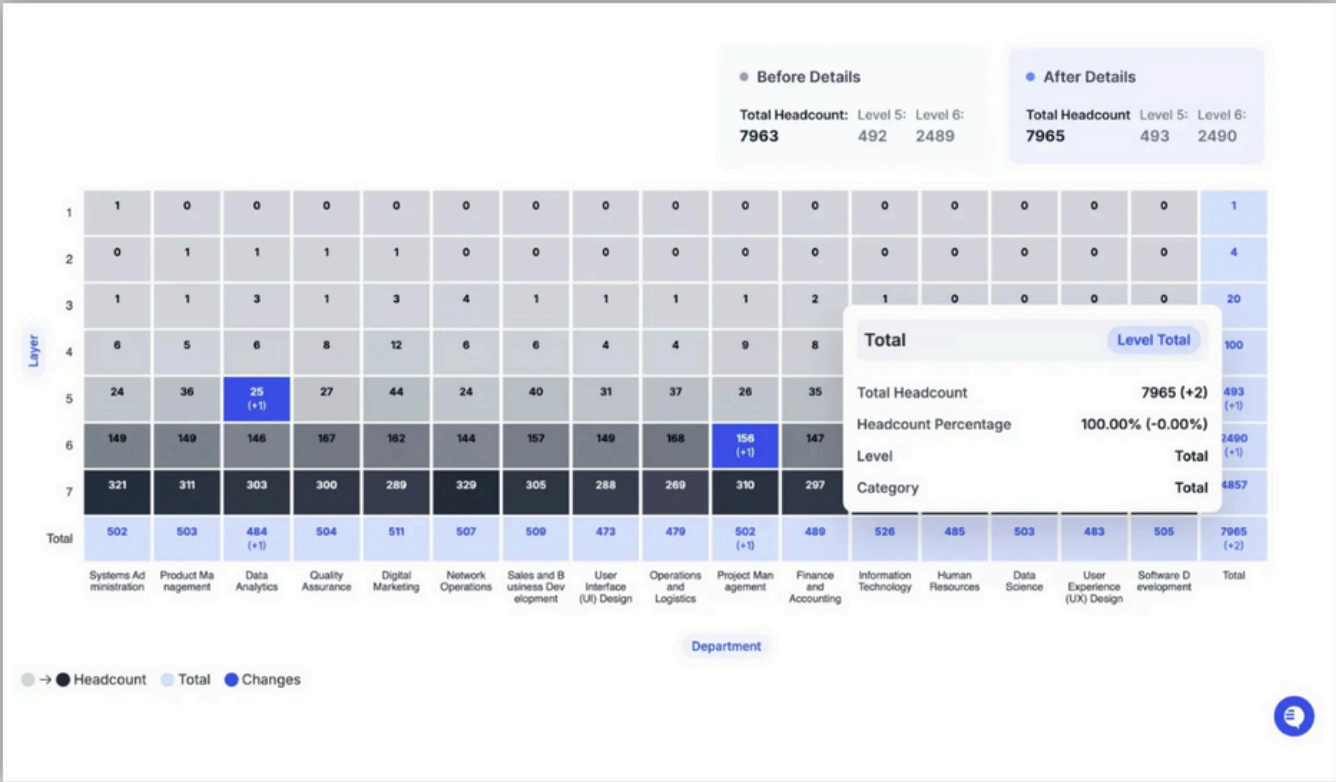 Before Details
Total Headcount: Level 5: Level 6:
7963 492 2489
After Details
Total Headcount Level 5: Level 6:
7965 493 2490
Layer
1 1 0 0 0 0 0 0 0 0 0 0 0 0 0 0 0 1
2 0 1 1 1 1 0 0 0 0 0 0 0 0 0 0 0 4
3 1 1 3 1 3 4 1 1 1 1 2 1 0 0 0 0 20
4 6 5 6 8 12 6 6 4 4 9 8 100
5 24 36 25 27 44 24 40 31 37 26 35 493
(+1) (+1)
6 149 149 146 167 162 144 157 149 168 156 147 2490
(+1) (+1)
7 321 311 303 300 289 329 305 288 269 310 297 4857
Total 502 503 484 504 511 507 509 473 479 502 489 526 485 503 483 505 7965
(+1) (+1) (+2)
Total Level Total
Total Headcount 7965 (+2)
Headcount Percentage 100.00% (-0.00%)
Level Total
Category Total
Systems Ad
ministration
Product Ma
nagement
Data
Analytics
Quality
Assurance
Digital
Marketing
Network
Operations
Sales and B
usiness Dev
elopment
User
Interface
(UI) Design
Operations
and
Logistics
Project Man
agement
Finance
and
Accounting
Information
Technology
Human
Resources
Data
Science
User
Experience
(UX) Design
Software D
evelopment
Total
Department
→ Headcount Total Changes